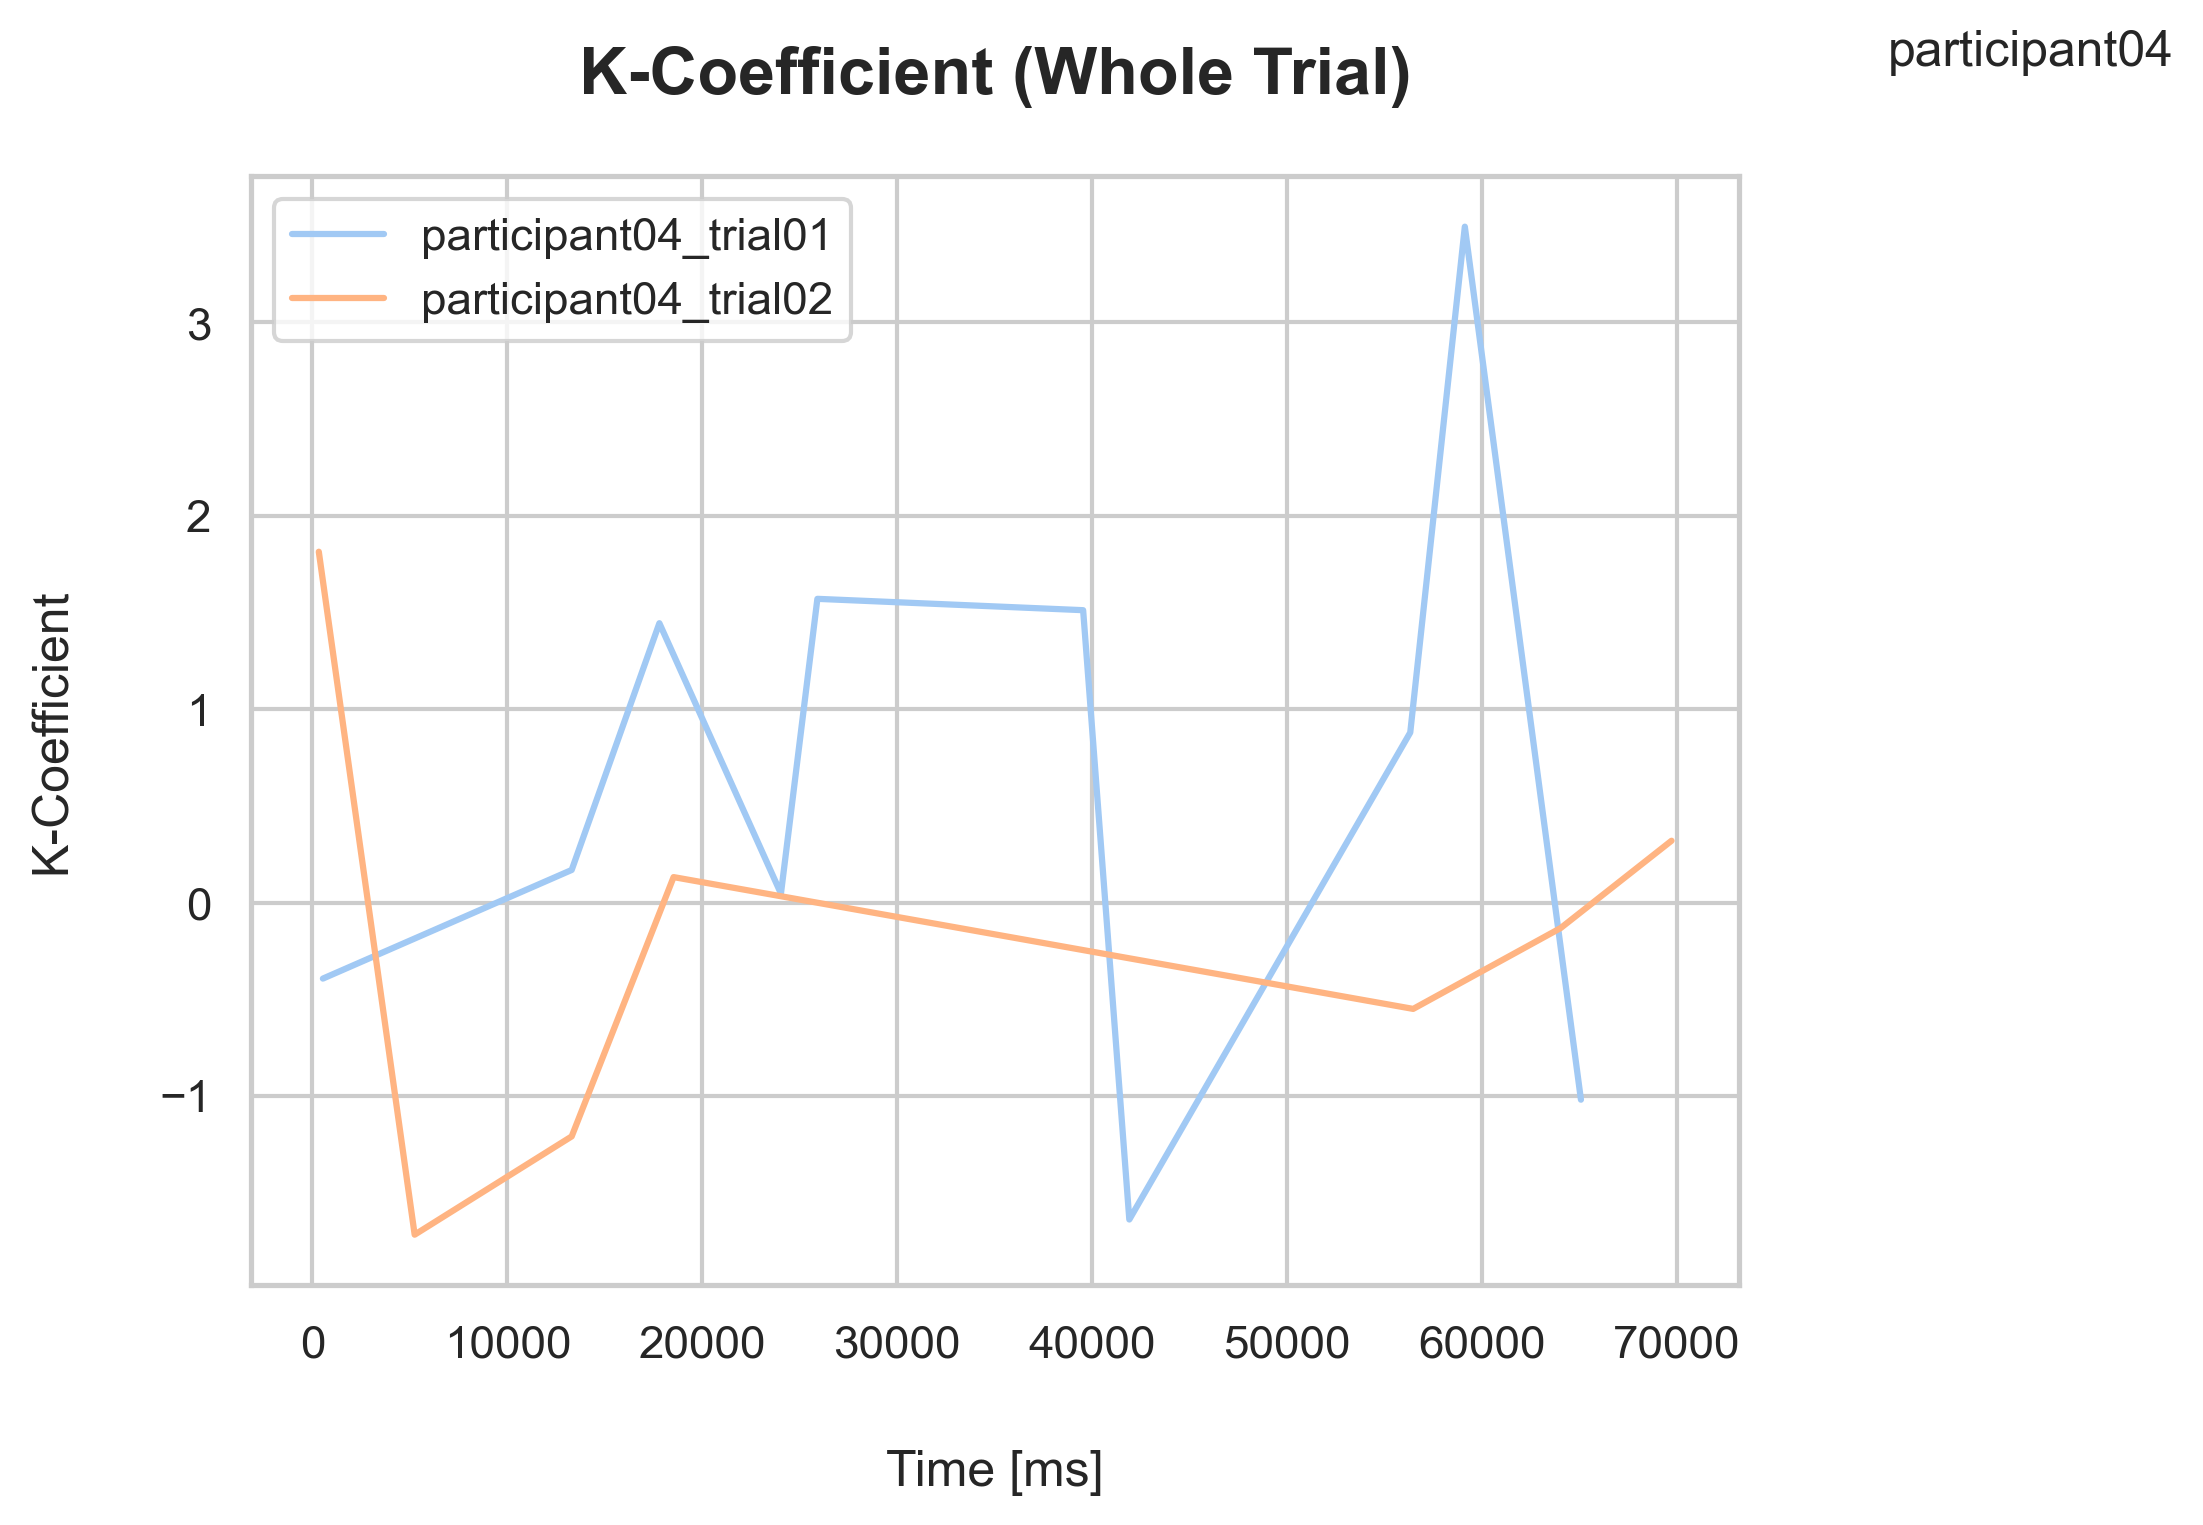 participant04
K-Coefficient (Whole Trial)
participant04_trial01
participant04_trial02
K-Coefficient
3
2
1
0
−1
0 10000 20000 30000 40000 50000 60000 70000
Time [ms]